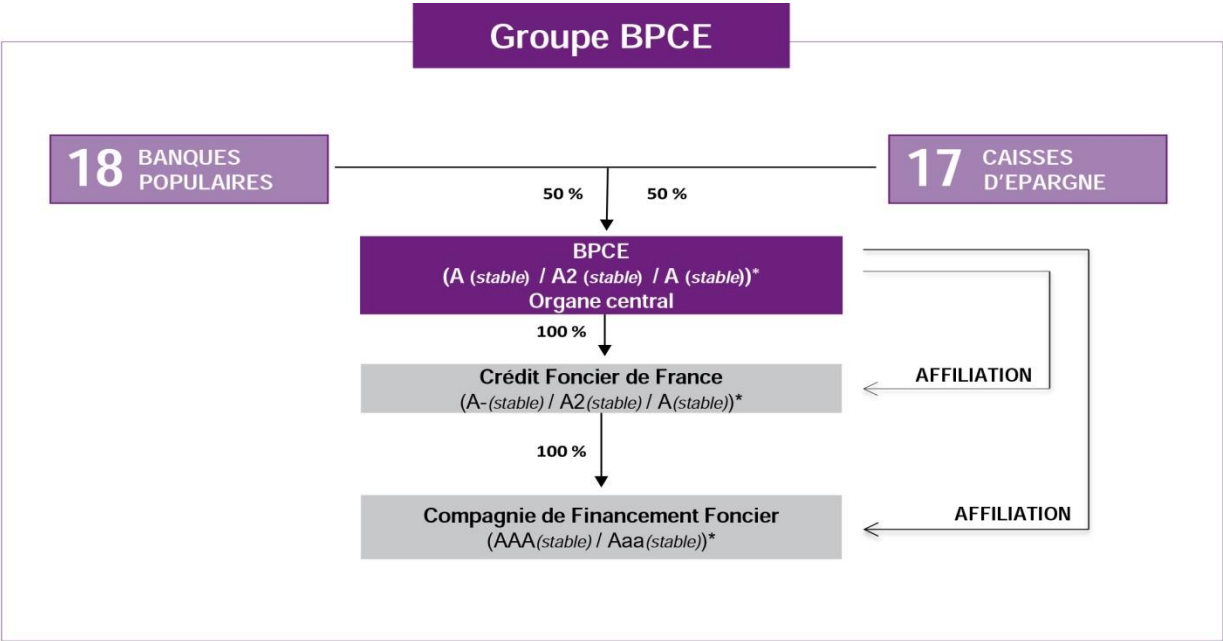 Groupe BPCE
18 BANQUES
POPULAIRES
17 CAISSES
D'EPARGNE
50 %
50 %
BPCE
(A (stable) / A2 (stable) / A (stable))*
Organe central
100 %
Crédit Foncier de France
(A-(stable) / A2(stable) / A(stable))*
AFFILIATION
100 %
Compagnie de Financement Foncier
(AAA(stable) / Aaa(stable))*
AFFILIATION